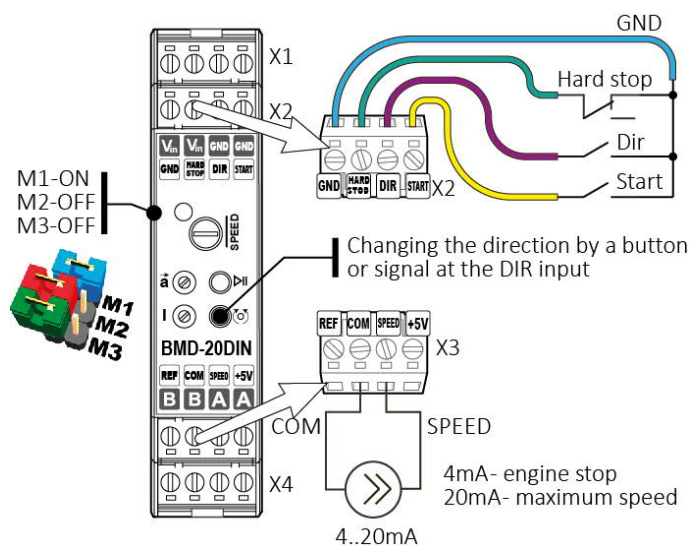 GND
X1
X2
Hard stop
Dir
Start
Vin Vin GND GND
GND HARD STOP DIR START
GND HARD STOP DIR START
X2
M1-ON
M2-OFF
M3-OFF
SPEED
Changing the direction by a button
or signal at the DIR input
a
I
M1
M2
M3
BMD-20DIN
REF COM SPEED +5V
B B A A
REF COM SPEED +5V
X3
COM
SPEED
X4
4mA- engine stop
20mA- maximum speed
4..20mA